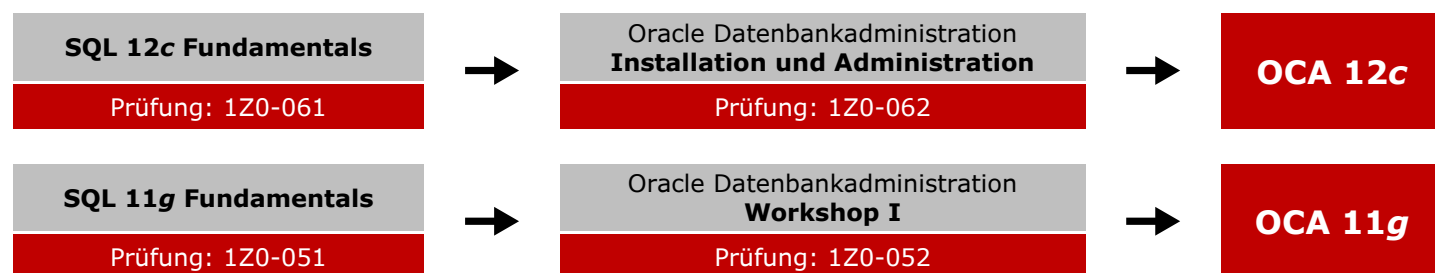 SQL 12c Fundamentals
Prüfung: 1Z0-061
Oracle Datenbankadministration
Installation und Administration
Prüfung: 1Z0-062
OCA 12c
SQL 11g Fundamentals
Prüfung: 1Z0-051
Oracle Datenbankadministration
Workshop I
Prüfung: 1Z0-052
OCA 11g